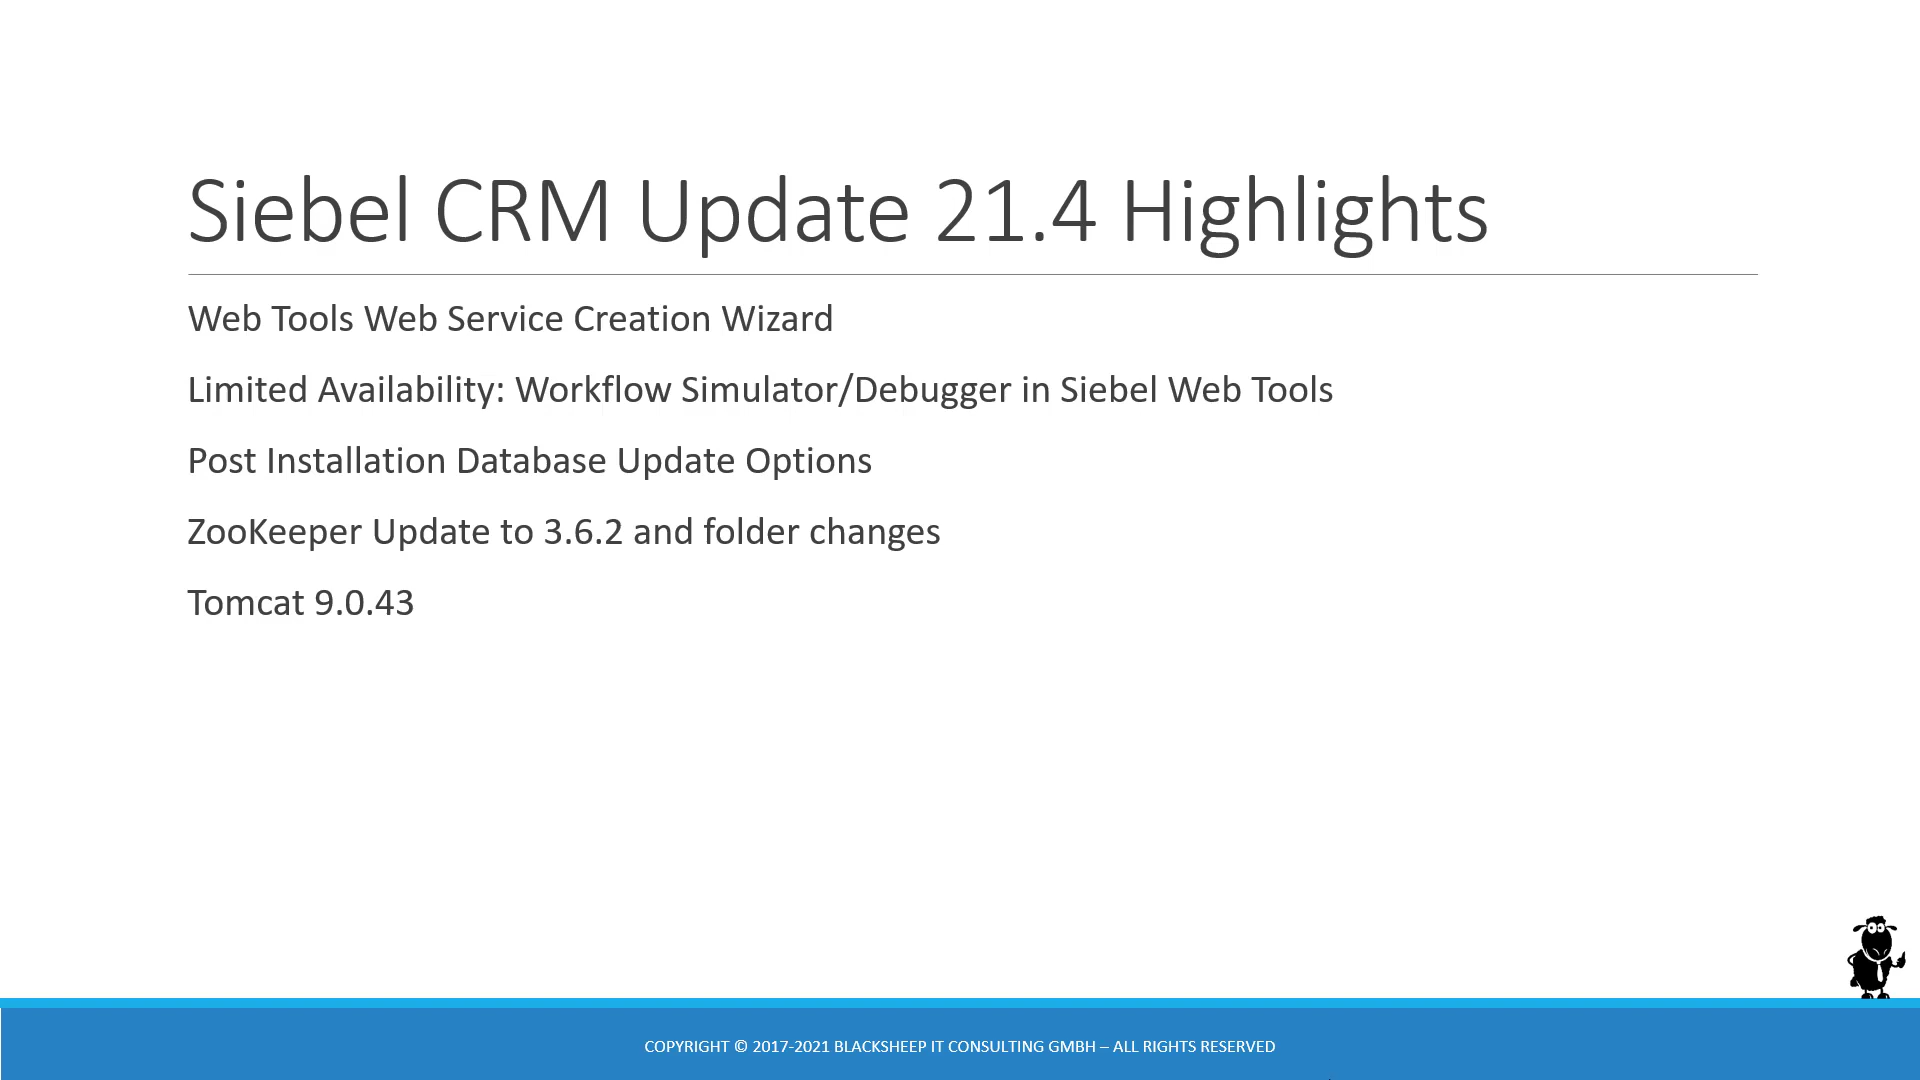 Siebel CRM Update 21.4 Highlights
Web Tools Web Service Creation Wizard
Limited Availability: Workflow Simulator/Debugger in Siebel Web Tools
Post Installation Database Update Options
ZooKeeper Update to 3.6.2 and folder changes
Tomcat 9.0.43
COPYRIGHT © 2017-2021 BLACKSHEEP IT CONSULTING GMBH – ALL RIGHTS RESERVED